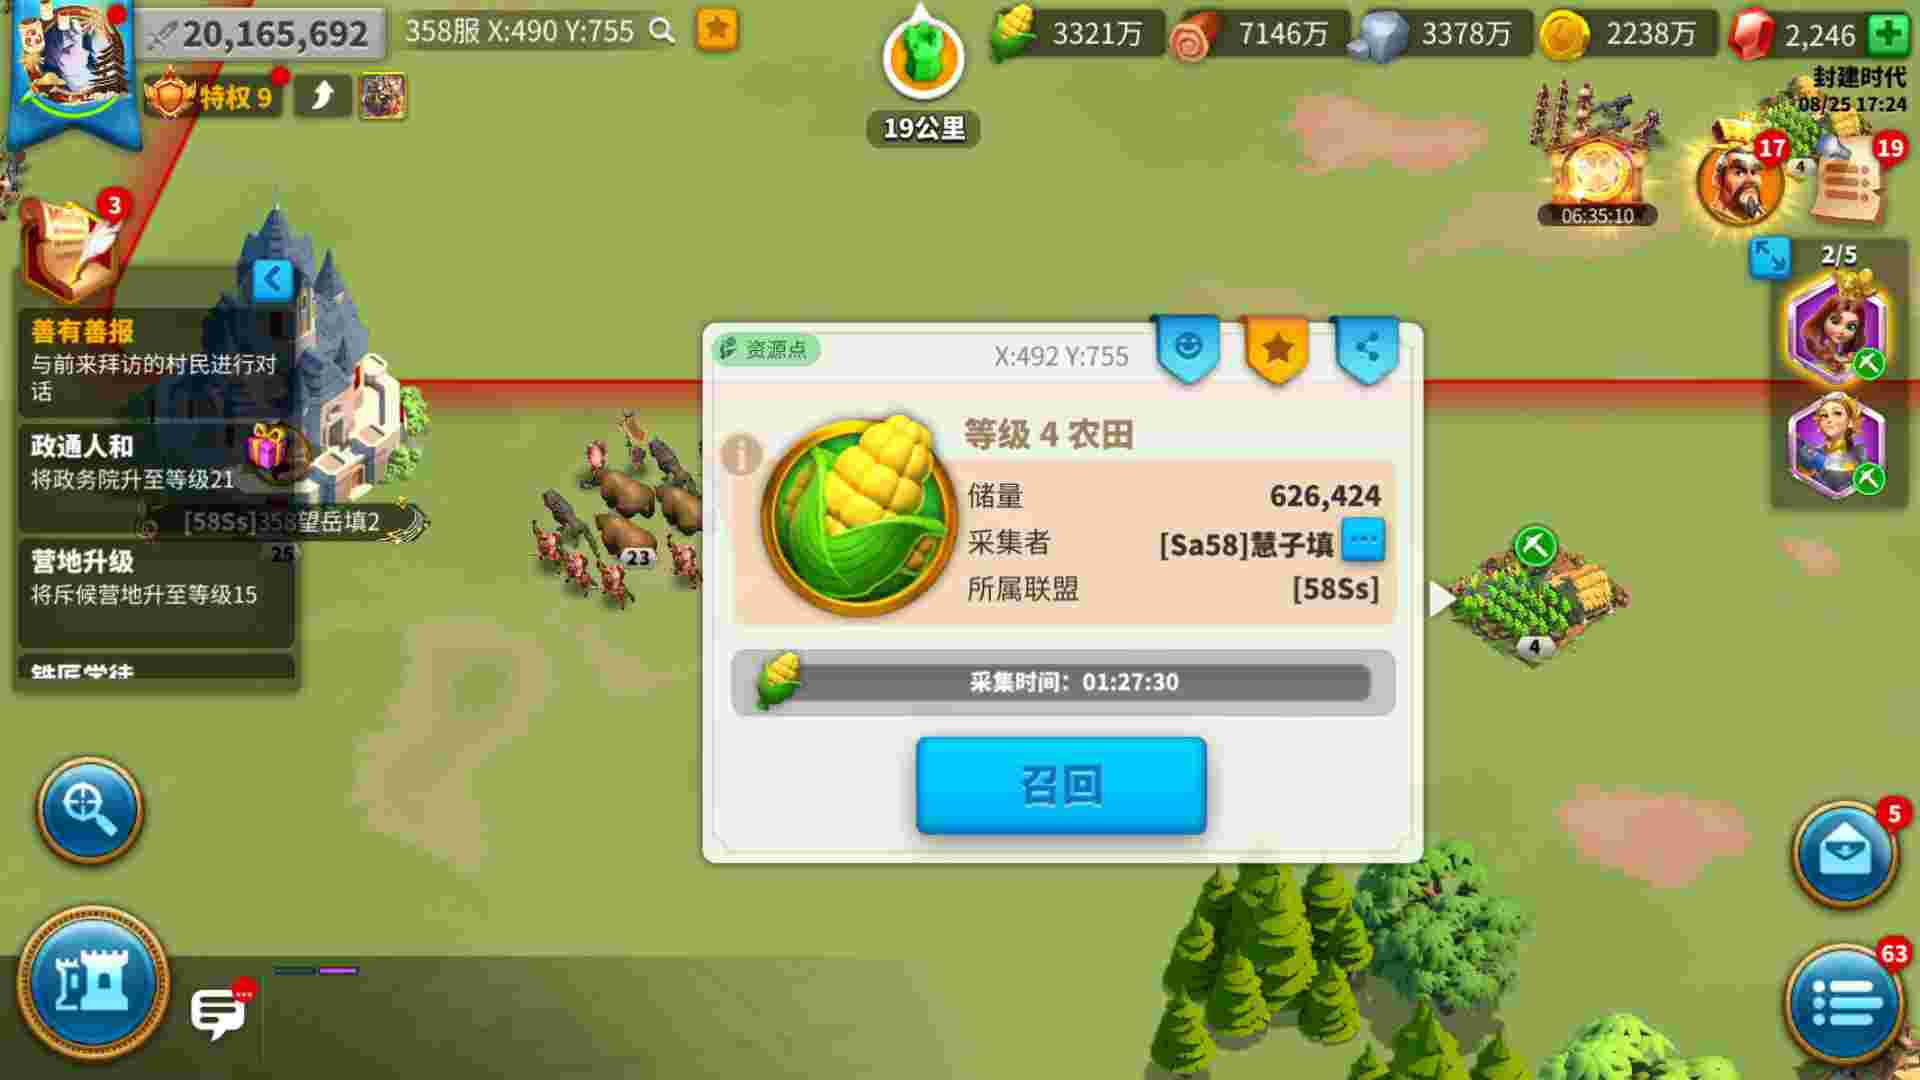 20,165,692
358服 X:490 Y:755
3321万
7146万
3378万
2238万
2,246
特权 9
19公里
封建时代
08/25 17:24
17
4
19
06:35:10
2/5
3
善有善报
与前来拜访的村民进行对
话
政通人和
将政务院升至等级21
[58Ss]358望岳填2
25
营地升级
将斥候营地升至等级15
铁匠学徒
23
资源点
X:492 Y:755
等级 4 农田
储量
626,424
采集者
[Sa58]慧子填
所属联盟
[58Ss]
采集时间：01:27:30
召回
4
5
63